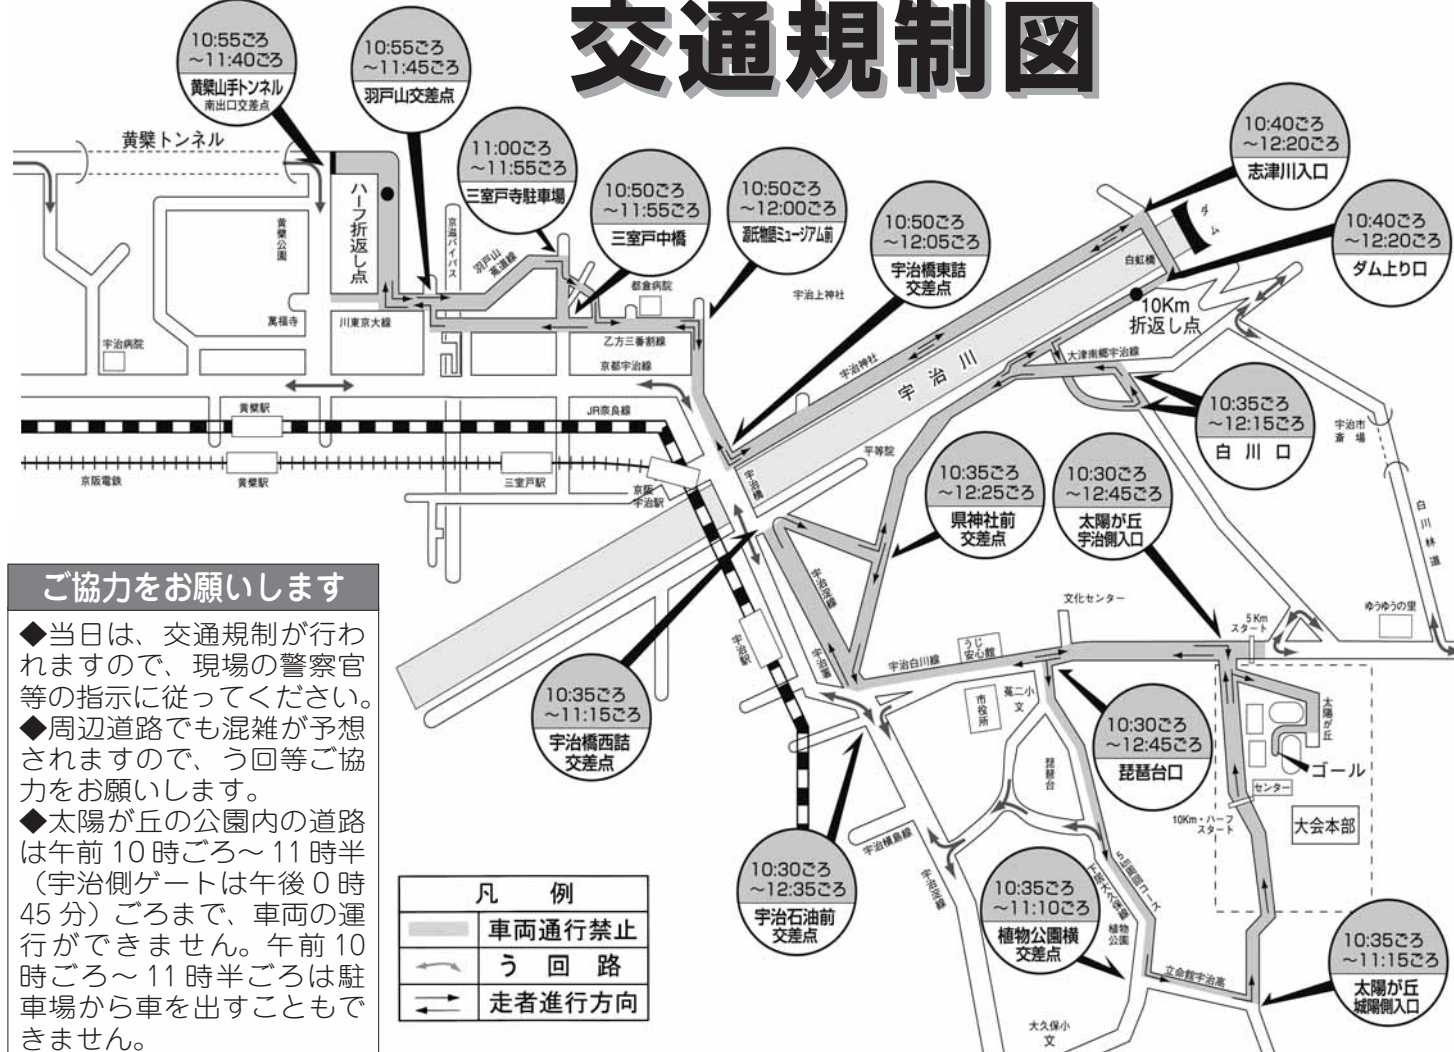 交通規制図
10:55ごろ
～11:40ごろ
黄檗山手トンネル
南出口交差点
10:55ごろ
～11:45ごろ
羽戸山交差点
11:00ごろ
～11:55ごろ
三室戸寺駐車場
10:50ごろ
～11:55ごろ
三室戸中橋
10:50ごろ
～12:00ごろ
源氏物語ミュージアム前
10:50ごろ
～12:05ごろ
宇治橋東詰
交差点
10:40ごろ
～12:20ごろ
志津川入口
10:40ごろ
～12:20ごろ
ダム上り口
10:35ごろ
～12:15ごろ
白川口
10:35ごろ
～12:25ごろ
県神社前
交差点
10:30ごろ
～12:45ごろ
太陽が丘
宇治側入口
10:35ごろ
～11:15ごろ
宇治橋西詰
交差点
10:30ごろ
～12:45ごろ
琵琶台口
10:30ごろ
～12:35ごろ
宇治石油前
交差点
10:35ごろ
～11:10ごろ
植物公園横
交差点
10:35ごろ
～11:15ごろ
太陽が丘
城陽側入口
黄檗トンネル
ハーフ折返し点
黄檗公園
京滋バイパス
羽戸山
莵道線
萬福寺
川東京大線
宇治病院
都倉病院
乙方三番割線
京都宇治線
宇治上神社
宇治神社
宇治川
ダム
白虹橋
10Km
折返し点
大津南郷宇治線
宇治市
斎場
白川林道
黄檗駅
JR奈良線
京阪電鉄
黄檗駅
三室戸駅
京阪
宇治駅
宇治橋
平等院
宇治淀線
宇治駅
宇治白川線
うじ
安心館
文化センター
5Km
スタート
ゆうゆうの里
市役所
菟二小
文
琵琶台
太陽が丘
ゴール
センター
10Km・ハーフ
スタート
大会本部
宇治槇島線
宇治淀線
5㎞周回コース
下居大久保線
植物
公園
立命館宇治高
大久保小
文
ご協力をお願いします
◆当日は、交通規制が行わ
れますので、現場の警察官
等の指示に従ってください。
◆周辺道路でも混雑が予想
されますので、う回等ご協
力をお願いします。
◆太陽が丘の公園内の道路
は午前10時ごろ～11時半
（宇治側ゲートは午後0時
45分）ごろまで、車両の運
行ができません。午前10
時ごろ～11時半ごろは駐
車場から車を出すこともで
きません。
凡例
車両通行禁止
う回路
走者進行方向